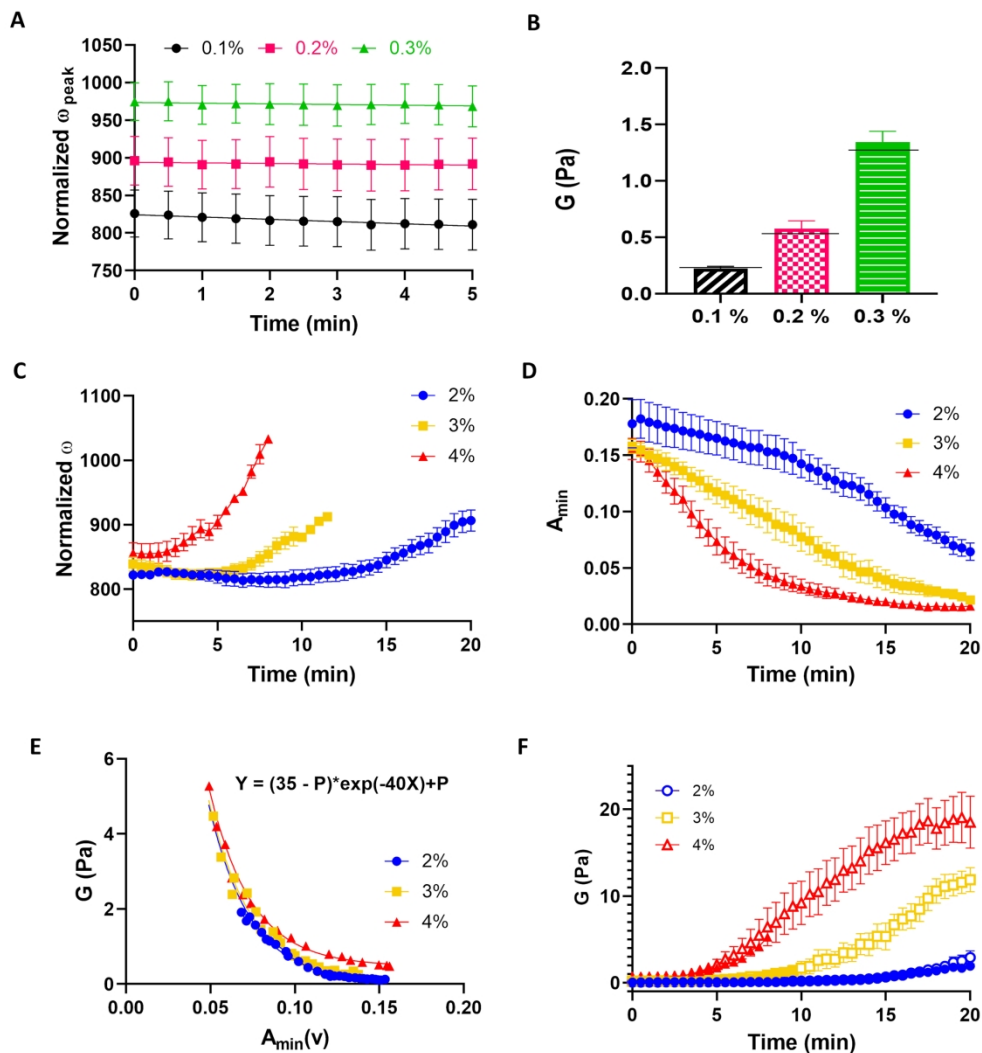 A
0.1% 0.2% 0.3%
Normalized ω peak
1050
1000
950
900
850
800
750
0 1 2 3 4 5
Time (min)
B
G (Pa)
2.0
1.5
1.0
0.5
0.0
0.1 % 0.2 % 0.3 %
C
2%
3%
4%
Normalized ω
1100
1000
900
800
0 5 10 15 20
Time (min)
D
2%
3%
4%
Amin
0.20
0.15
0.10
0.05
0.00
0 5 10 15 20
Time (min)
E
Y = (35 - P)*exp(-40X)+P
2%
3%
4%
G (Pa)
6
4
2
0
0.00 0.05 0.10 0.15 0.20
Amin(v)
F
2%
3%
4%
G (Pa)
20
10
0
0 5 10 15 20
Time (min)